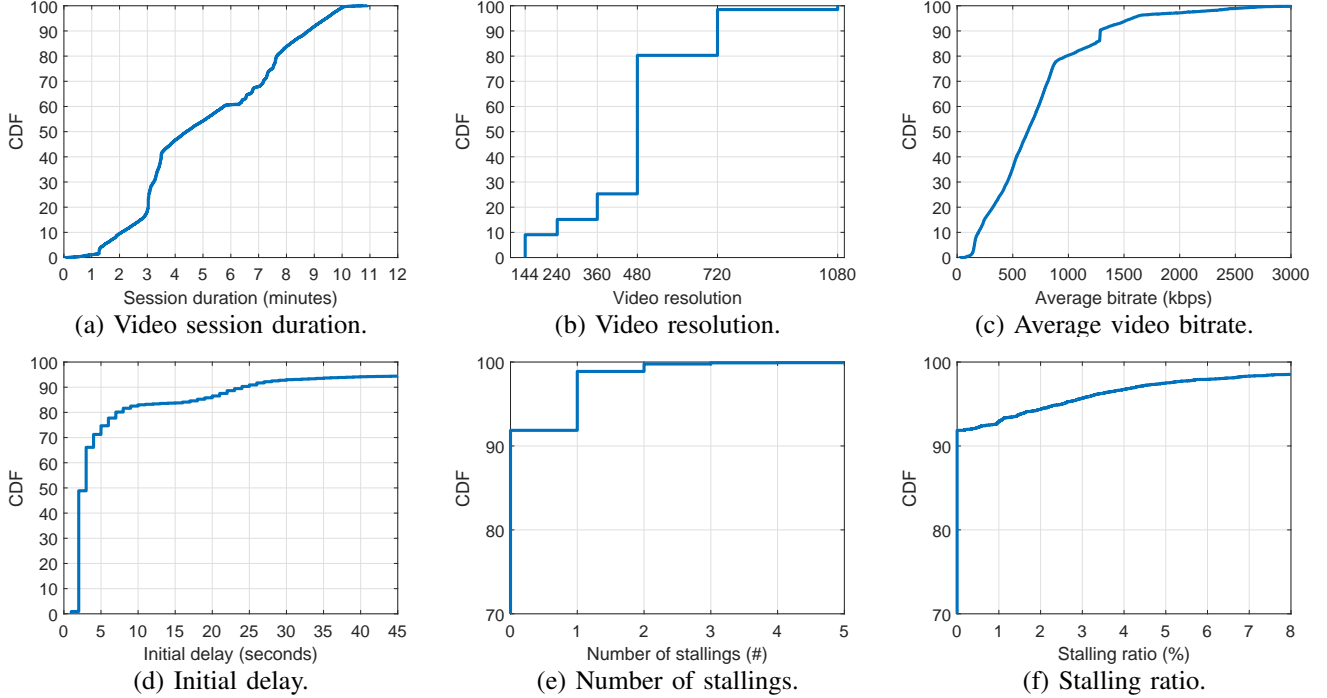 100
90
80
70
60
50
40
30
20
10
0
CDF
0 1 2 3 4 5 6 7 8 9 10 11 12
Session duration (minutes)
(a) Video session duration.
100
90
80
70
60
50
40
30
20
10
0
CDF
144 240 360 480 720 1080
Video resolution
(b) Video resolution.
100
90
80
70
60
50
40
30
20
10
0
CDF
0 500 1000 1500 2000 2500 3000
Average bitrate (kbps)
(c) Average video bitrate.
100
90
80
70
60
50
40
30
20
10
0
CDF
0 5 10 15 20 25 30 35 40 45
Initial delay (seconds)
(d) Initial delay.
100
90
80
70
CDF
0 1 2 3 4 5
Number of stallings (#)
(e) Number of stallings.
100
90
80
70
CDF
0 1 2 3 4 5 6 7 8
Stalling ratio (%)
(f) Stalling ratio.